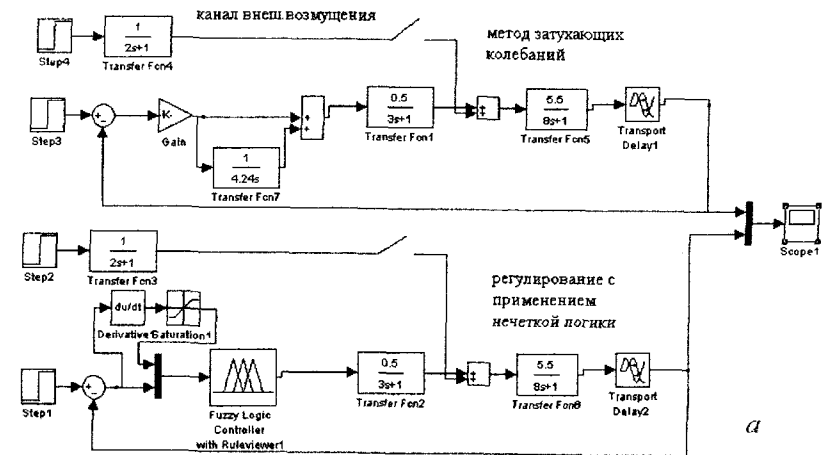 канал внеш.возмущения
метод затухающих
колебаний
1
2s+1
Step4
Transfer Fcn4
Step3
K-
Gain
1
4.24s
Transfer Fcn7
0.5
3s+1
Transfer Fcn1
5.5
8s+1
Transfer Fcn5
Transport
Delay1
Scope1
Step2
1
2s+1
Transfer Fcn3
регулирование с
применением
нечеткой логики
du/dt
Derivative1
Saturation1
Step1
Fuzzy Logic
Controller
with Ruleviewer1
0.5
3s+1
Transfer Fcn2
5.5
8s+1
Transfer Fcn6
Transport
Delay2
а